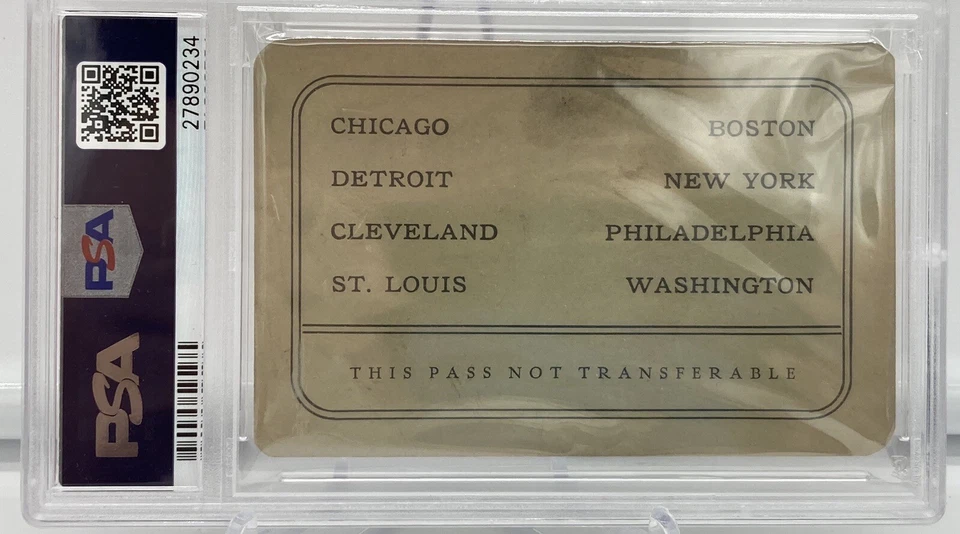 27890234
PSA
PSA
CHICAGO BOSTON
DETROIT NEW YORK
CLEVELAND PHILADELPHIA
ST. LOUIS WASHINGTON
THIS PASS NOT TRANSFERABLE